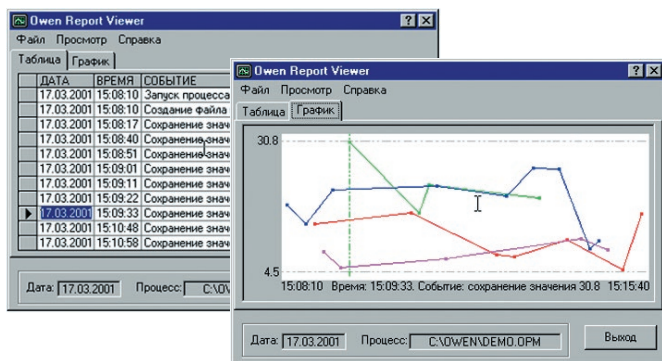 Owen Report Viewer
Файл Просмотр Справка
Таблица График
ДАТА ВРЕМЯ СОБЫТИЕ
17.03.2001 15:08:10 Запуск процесса
17.03.2001 15:08:10 Создание файла
17.03.2001 15:08:17 Сохранение знач
17.03.2001 15:08:40 Сохранение знач
17.03.2001 15:08:51 Сохранение знач
17.03.2001 15:09:01 Сохранение знач
17.03.2001 15:09:11 Сохранение знач
17.03.2001 15:09:22 Сохранение знач
17.03.2001 15:09:33 Сохранение знач
17.03.2001 15:10:48 Сохранение знач
17.03.2001 15:10:58 Сохранение знач
Дата: 17.03.2001 Процесс: C:\OV
Owen Report Viewer
Файл Просмотр Справка
Таблица График
30.8
4.5
15:08:10 Время: 15:09:33. Событие: сохранение значения 30.8 15:15:40
Дата: 17.03.2001 Процесс: C:\OWEN\DEMO.OPM Выход